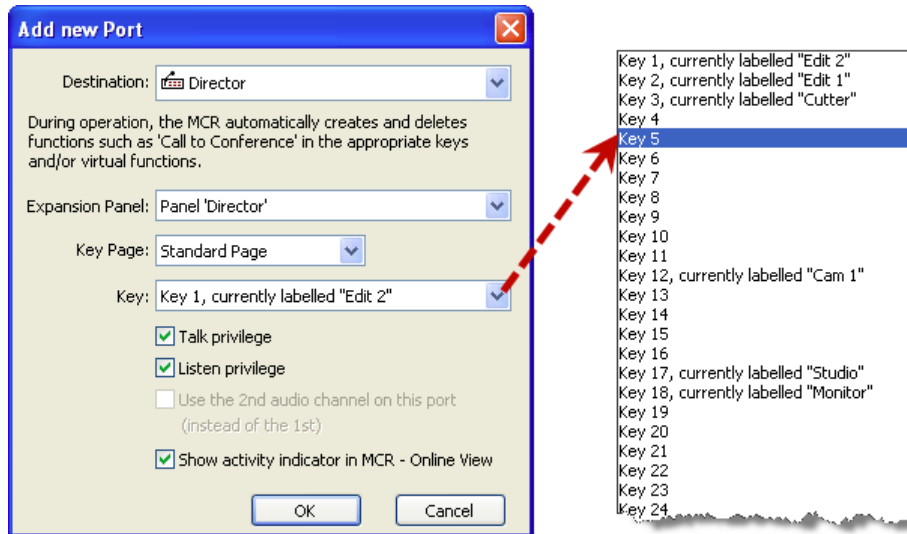 Add new Port
Destination: Director
During operation, the MCR automatically creates and deletes
functions such as 'Call to Conference' in the appropriate keys
and/or virtual functions.
Expansion Panel: Panel 'Director'
Key Page: Standard Page
Key: Key 1, currently labelled "Edit 2"
Talk privilege
Listen privilege
Use the 2nd audio channel on this port
(instead of the 1st)
Show activity indicator in MCR - Online View
OK Cancel
Key 1, currently labelled "Edit 2"
Key 2, currently labelled "Edit 1"
Key 3, currently labelled "Cutter"
Key 4
Key 5
Key 6
Key 7
Key 8
Key 9
Key 10
Key 11
Key 12, currently labelled "Cam 1"
Key 13
Key 14
Key 15
Key 16
Key 17, currently labelled "Studio"
Key 18, currently labelled "Monitor"
Key 19
Key 20
Key 21
Key 22
Key 23
Key 24